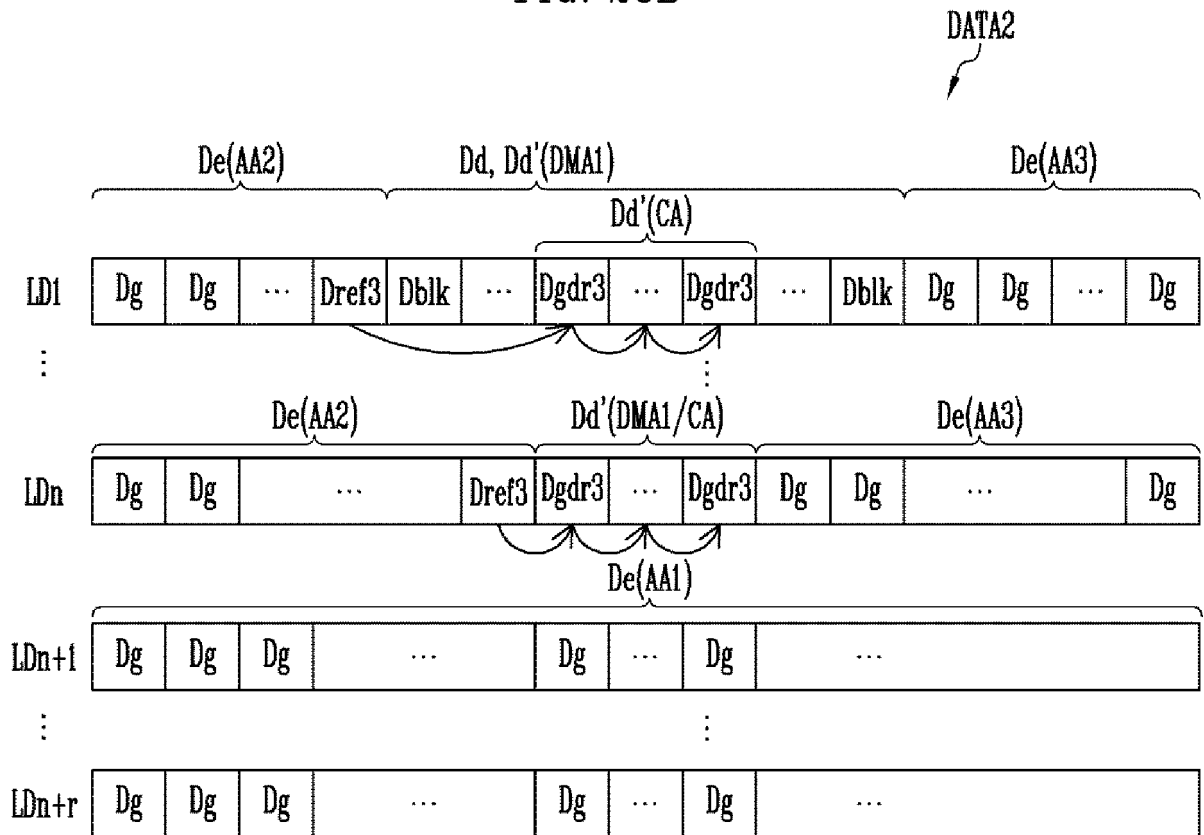 DATA2
De(AA2) Dd, Dd'(DMA1) De(AA3)
Dd'(CA)
LD1 Dg Dg ... Dref3 Dblk ... Dgdr3 ... Dgdr3 ... Dblk Dg Dg ... Dg
⋮ ⋮
De(AA2) Dd'(DMA1/CA) De(AA3)
LDn Dg Dg ... Dref3 Dgdr3 ... Dgdr3 Dg Dg ... Dg
De(AA1)
LDn+1 Dg Dg Dg ... Dg ... Dg ...
⋮ ⋮
LDn+r Dg Dg Dg ... Dg ... Dg ...